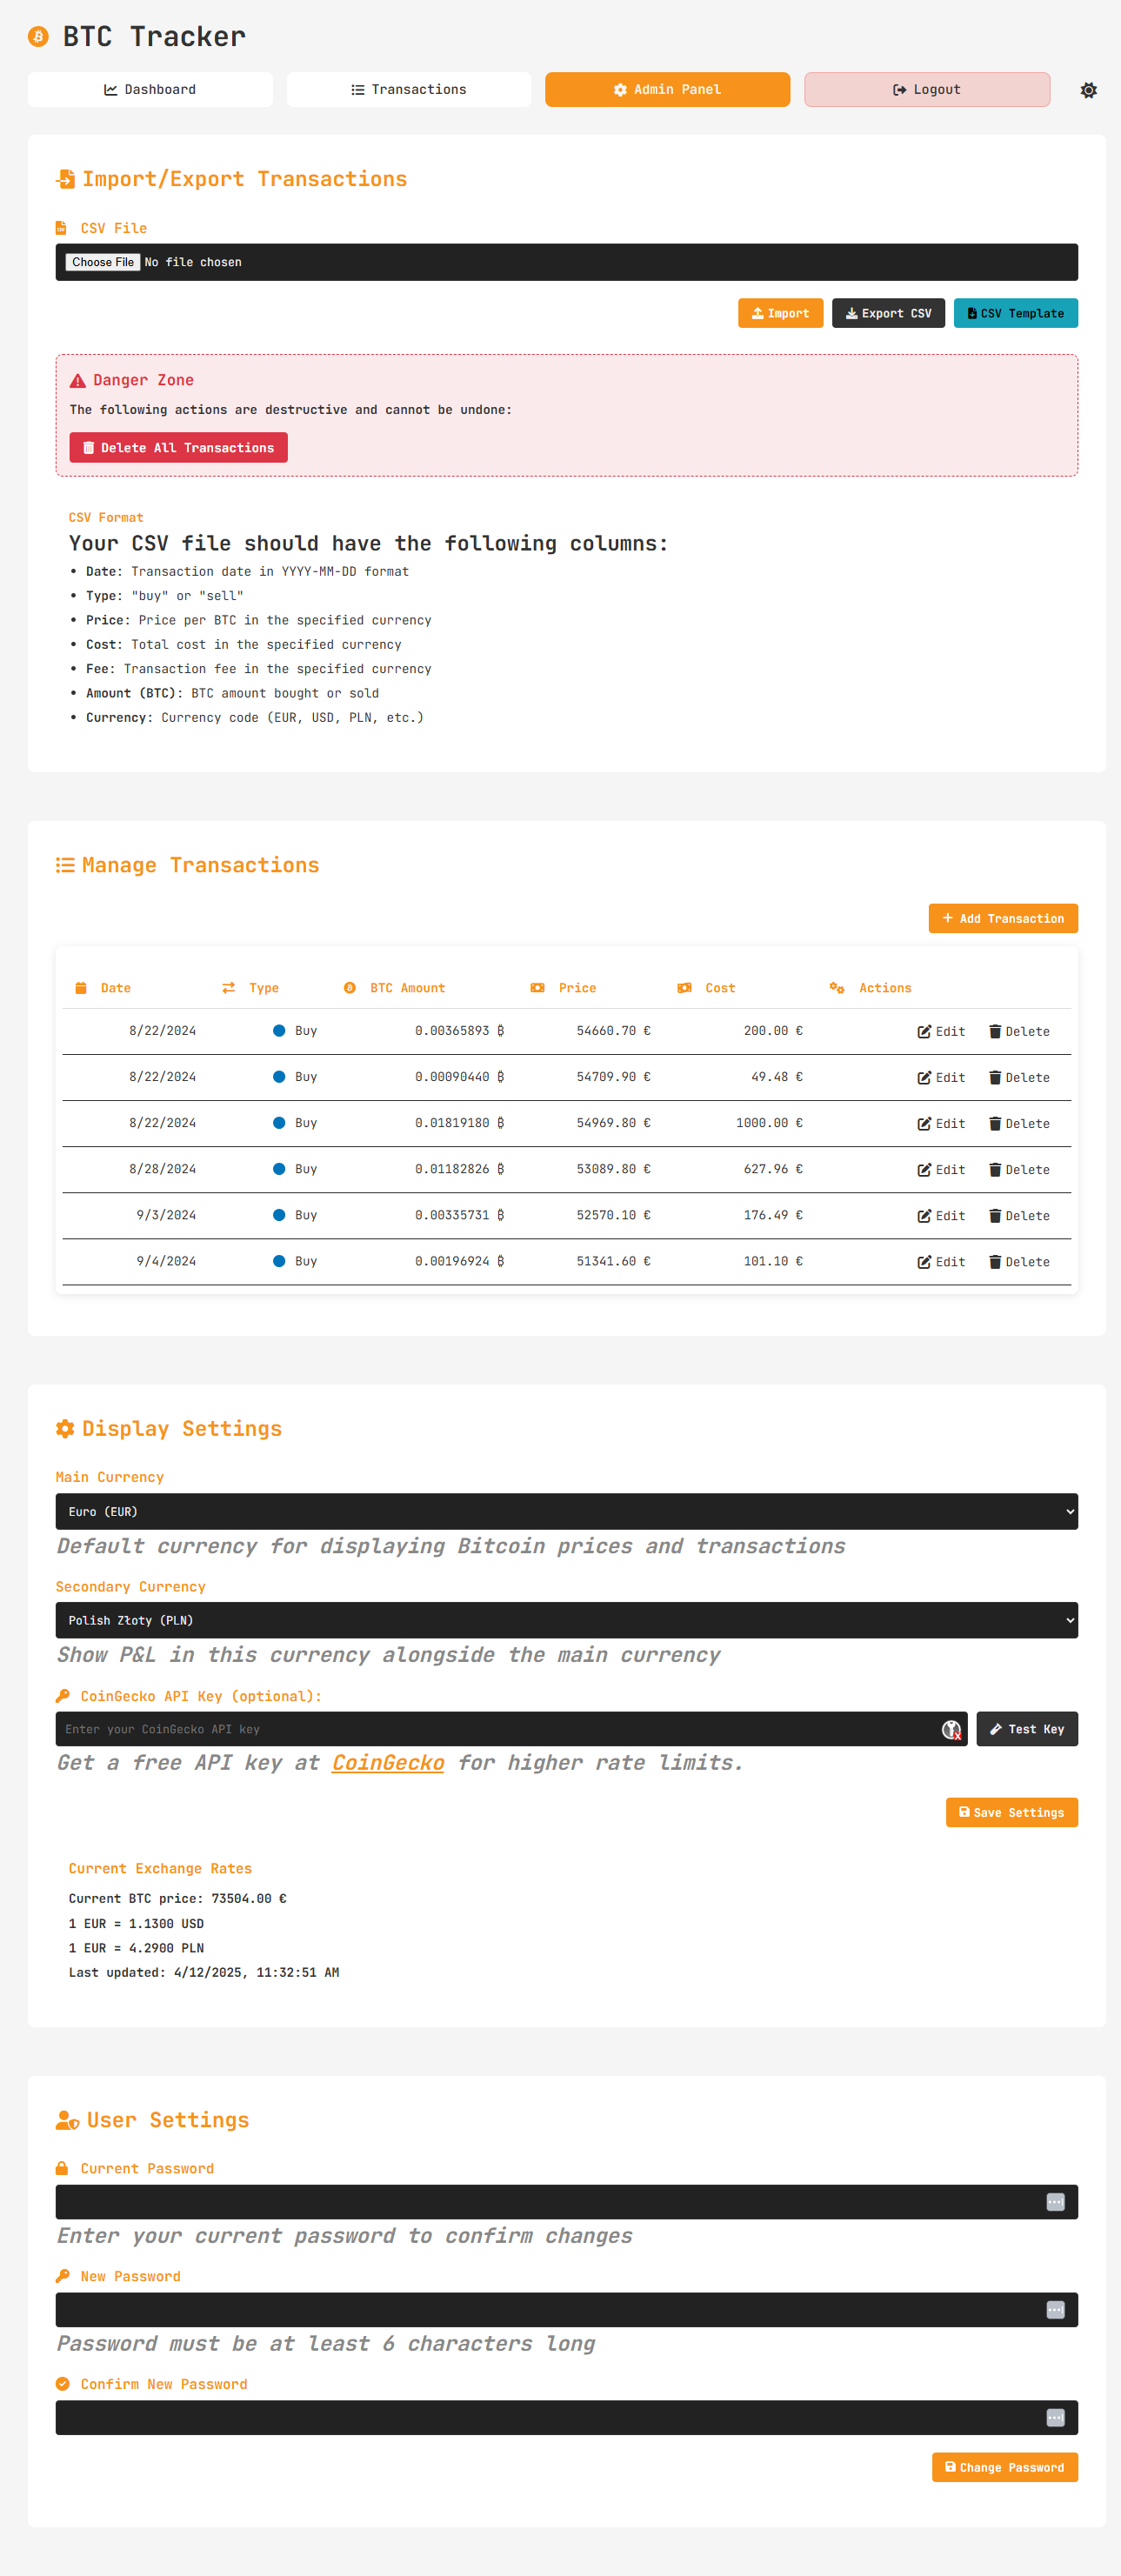 BTC Tracker
Dashboard
Transactions
Admin Panel
Logout
Import/Export Transactions
CSV File
Choose File No file chosen
Import
Export CSV
CSV Template
Danger Zone
The following actions are destructive and cannot be undone:
Delete All Transactions
CSV Format
Your CSV file should have the following columns:
• Date: Transaction date in YYYY-MM-DD format
• Type: "buy" or "sell"
• Price: Price per BTC in the specified currency
• Cost: Total cost in the specified currency
• Fee: Transaction fee in the specified currency
• Amount (BTC): BTC amount bought or sold
• Currency: Currency code (EUR, USD, PLN, etc.)
Manage Transactions
+ Add Transaction
Date Type BTC Amount Price Cost Actions
8/22/2024 Buy 0.00365893 ₿ 54660.70 € 200.00 € Edit Delete
8/22/2024 Buy 0.00090440 ₿ 54709.90 € 49.48 € Edit Delete
8/22/2024 Buy 0.01819180 ₿ 54969.80 € 1000.00 € Edit Delete
8/28/2024 Buy 0.01182826 ₿ 53089.80 € 627.96 € Edit Delete
9/3/2024 Buy 0.00335731 ₿ 52570.10 € 176.49 € Edit Delete
9/4/2024 Buy 0.00196924 ₿ 51341.60 € 101.10 € Edit Delete
Display Settings
Main Currency
Euro (EUR)
Default currency for displaying Bitcoin prices and transactions
Secondary Currency
Polish Złoty (PLN)
Show P&L in this currency alongside the main currency
CoinGecko API Key (optional):
Enter your CoinGecko API key
Test Key
Get a free API key at CoinGecko for higher rate limits.
Save Settings
Current Exchange Rates
Current BTC price: 73504.00 €
1 EUR = 1.1300 USD
1 EUR = 4.2900 PLN
Last updated: 4/12/2025, 11:32:51 AM
User Settings
Current Password
Enter your current password to confirm changes
New Password
Password must be at least 6 characters long
Confirm New Password
Change Password